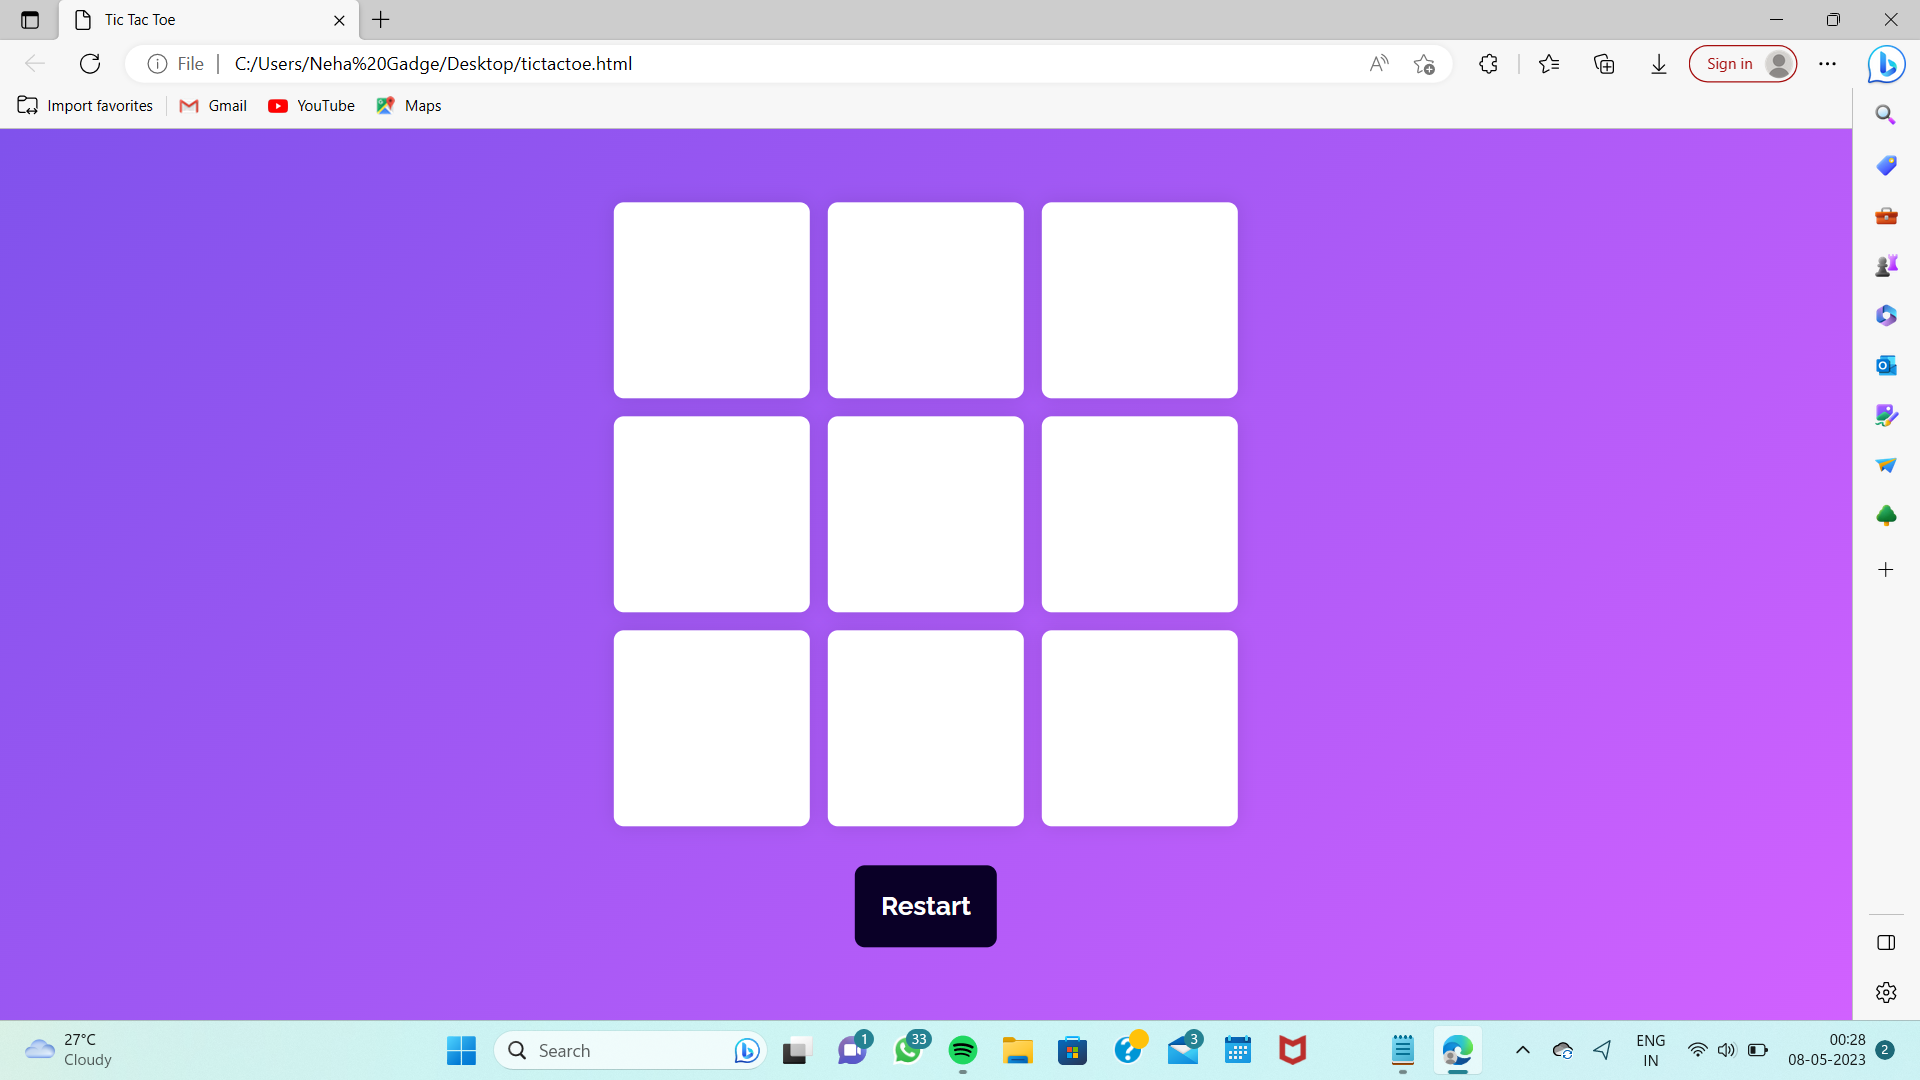 Tic Tac Toe
File
C:/Users/Neha%20Gadge/Desktop/tictactoe.html
Sign in
Import favorites
Gmail
YouTube
Maps
Restart
27°C
Cloudy
Search
1
33
3
ENG
IN
00:28
08-05-2023
2